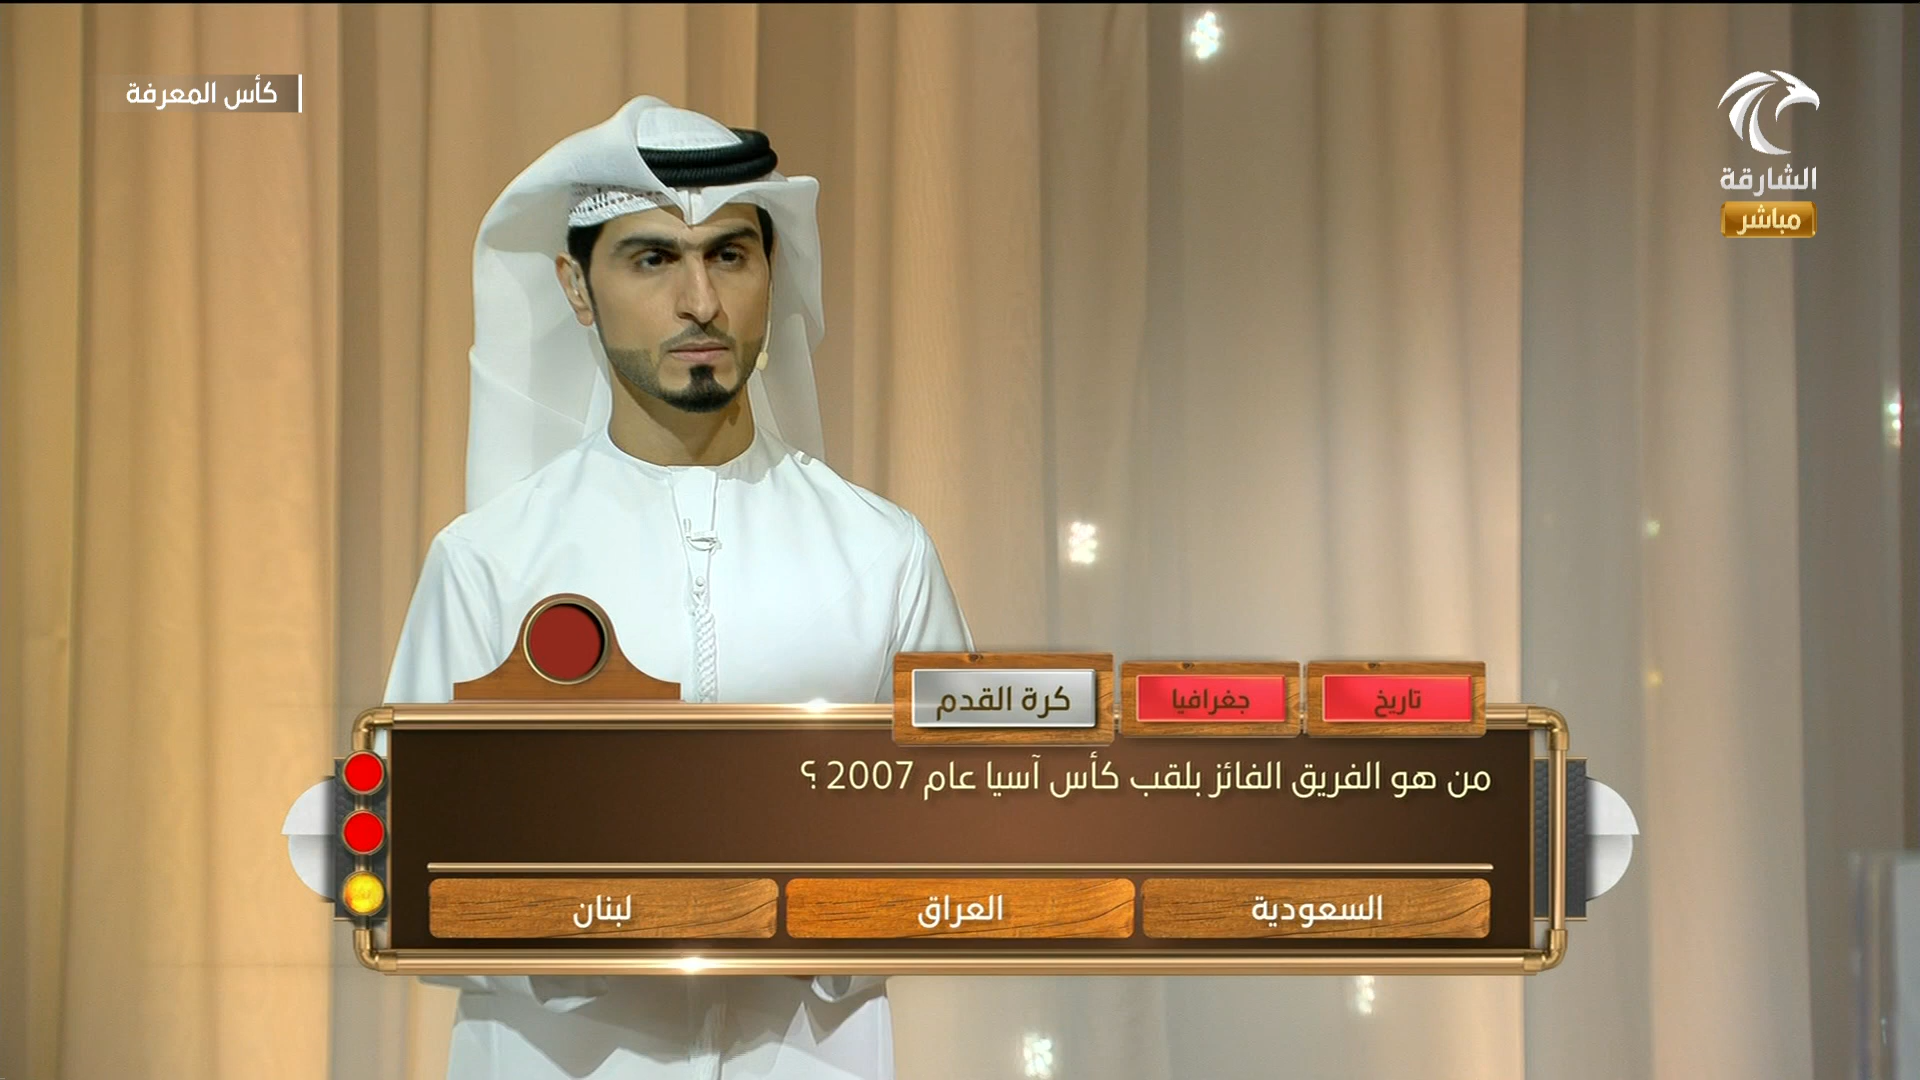 كأس المعرفة
الشارقة
مباشر
تاريخ
جغرافيا
كرة القدم
من هو الفريق الفائز بلقب كأس آسيا عام 2007 ؟
السعودية
العراق
لبنان